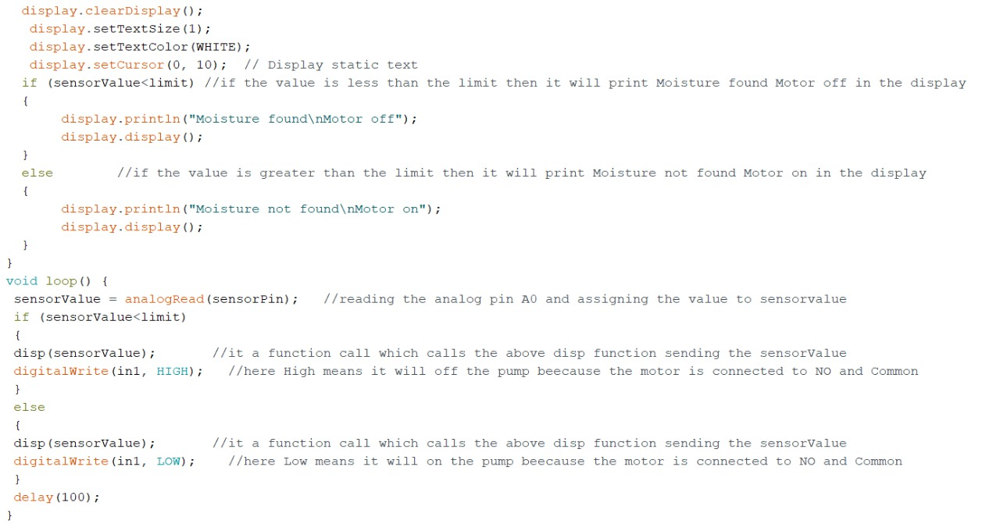 display.clearDisplay();
display.setTextSize(1);
display.setTextColor(WHITE);
display.setCursor(0, 10);  // Display static text
if (sensorValue<limit) //if the value is less than the limit then it will print Moisture found Motor off in the display
{
display.println("Moisture found\nMotor off");
display.display();
}
else        //if the value is greater than the limit then it will print Moisture not found Motor on in the display
{
display.println("Moisture not found\nMotor on");
display.display();
}
}
void loop() {
sensorValue = analogRead(sensorPin);   //reading the analog pin A0 and assigning the value to sensorvalue
if (sensorValue<limit)
{
disp(sensorValue);       //it a function call which calls the above disp function sending the sensorValue
digitalWrite(in1, HIGH);   //here High means it will off the pump beecause the motor is connected to NO and Common
}
else
{
disp(sensorValue);       //it a function call which calls the above disp function sending the sensorValue
digitalWrite(in1, LOW);    //here Low means it will on the pump beecause the motor is connected to NO and Common
}
delay(100);
}